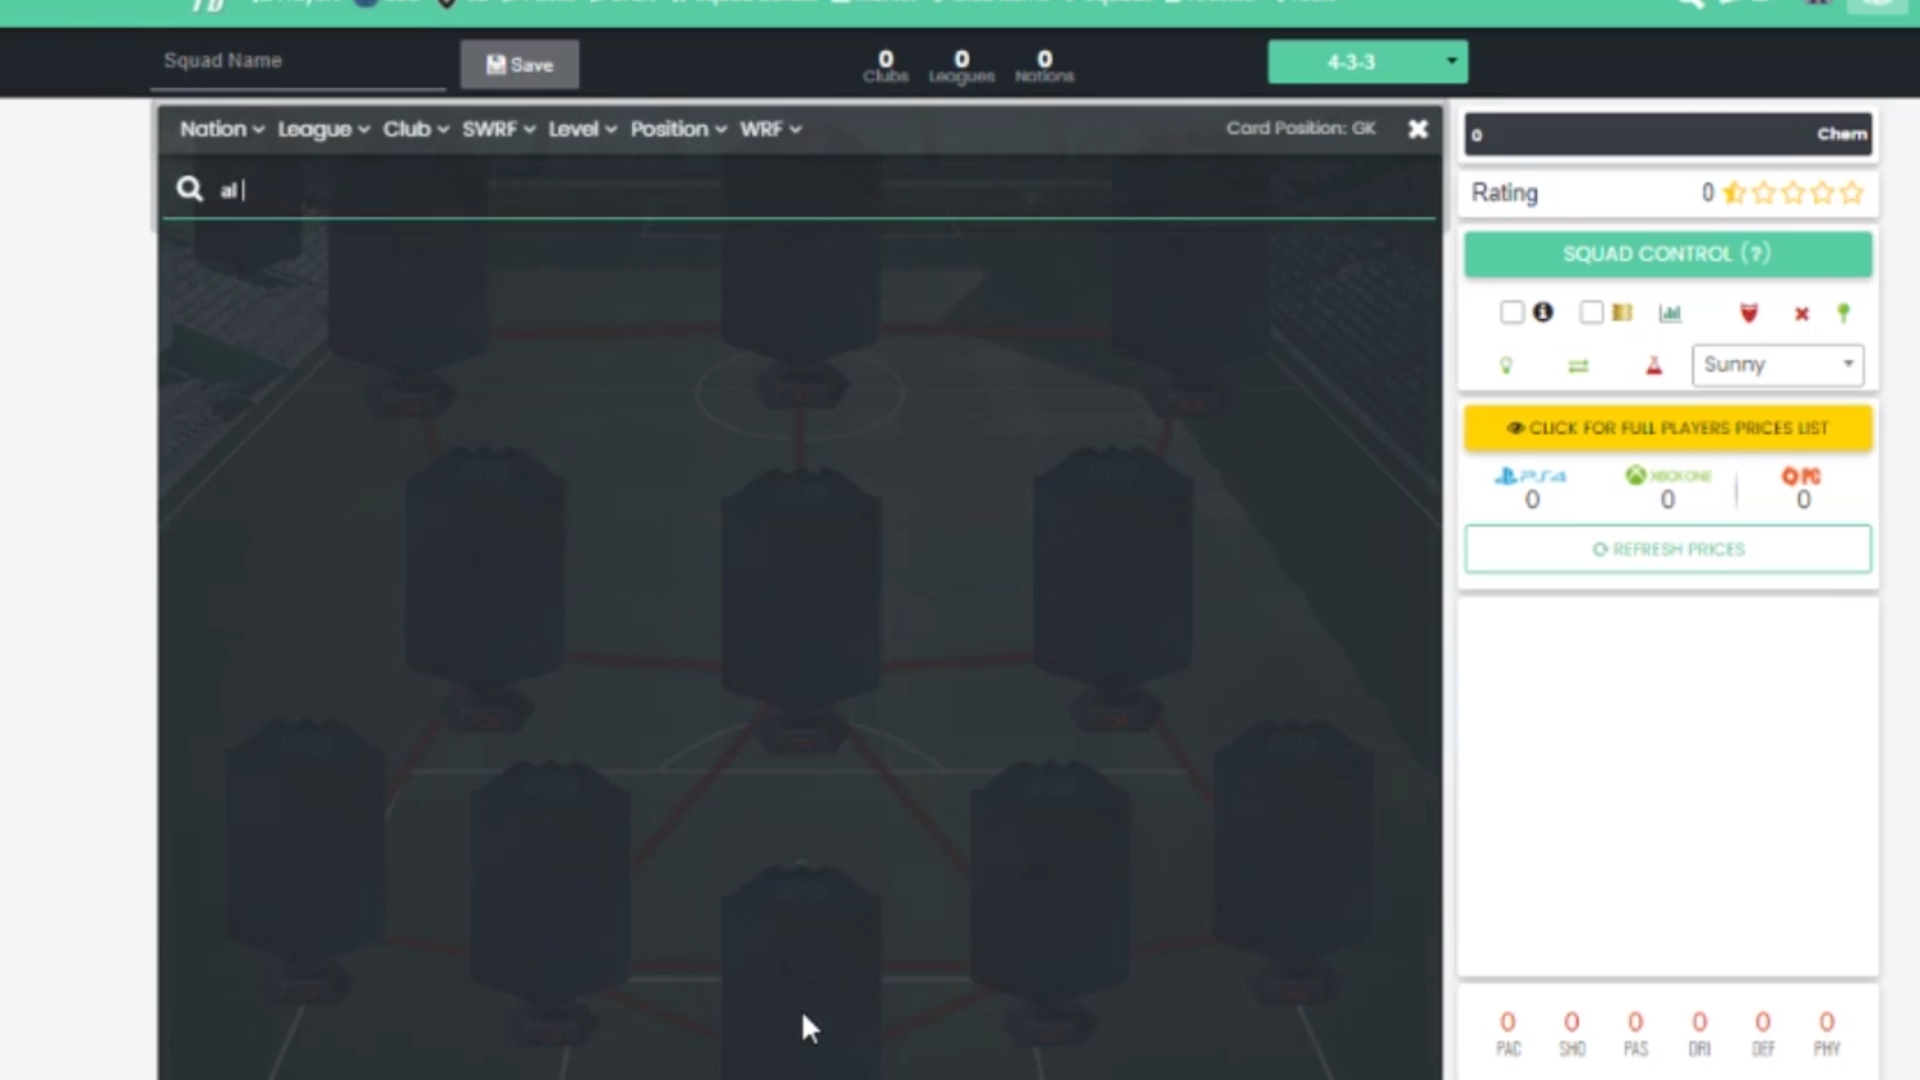 Squad Name
Save
0 Clubs
0 Leagues
0 Nations
4-3-3
Nation League Club SWRF Level Position WRF
Card Position: GK
al
0 Chem
Rating 0
SQUAD CONTROL (?)
Sunny
CLICK FOR FULL PLAYERS PRICES LIST
PS4 XBOX ONE PC
0 0 0
REFRESH PRICES
0 0 0 0 0 0
PAC SHO PAS DRI DEF PHY